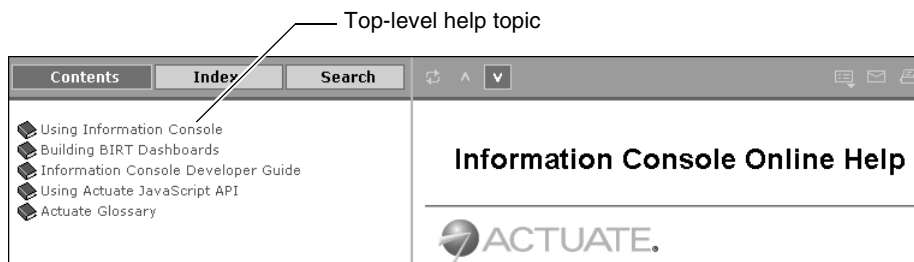 Top-level help topic
Contents Index Search
Using Information Console
Building BIRT Dashboards
Information Console Developer Guide
Using Actuate JavaScript API
Actuate Glossary
Information Console Online Help
ACTUATE.